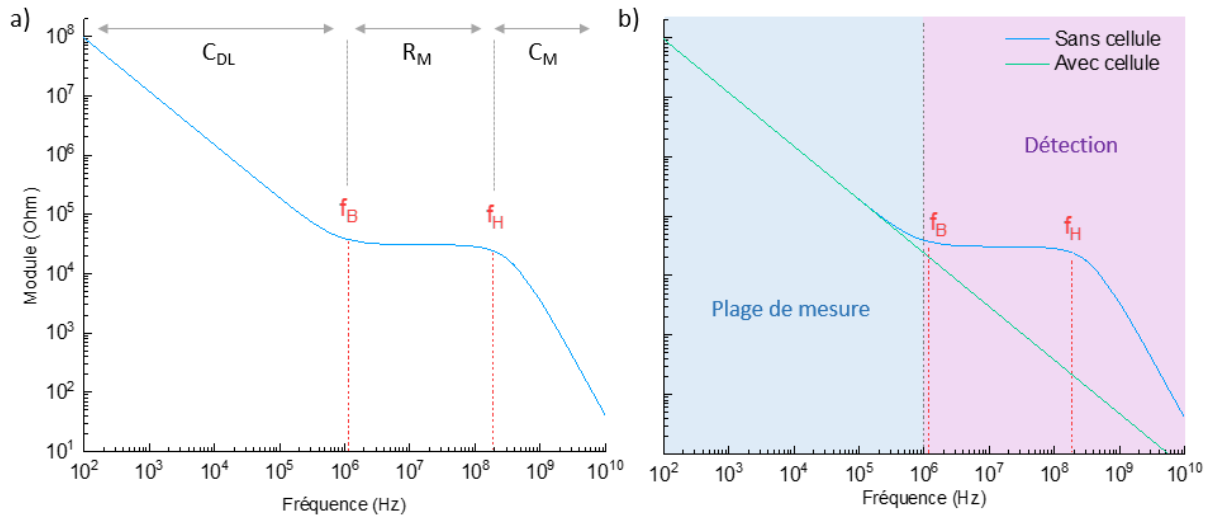 a)
C_DL
R_M
C_M
f_B
f_H
Module (Ohm)
10^8
10^7
10^6
10^5
10^4
10^3
10^2
10^1
10^2 10^3 10^4 10^5 10^6 10^7 10^8 10^9 10^10
Fréquence (Hz)
b)
Sans cellule
Avec cellule
Détection
f_B
f_H
Plage de mesure
10^2 10^3 10^4 10^5 10^6 10^7 10^8 10^9 10^10
Fréquence (Hz)